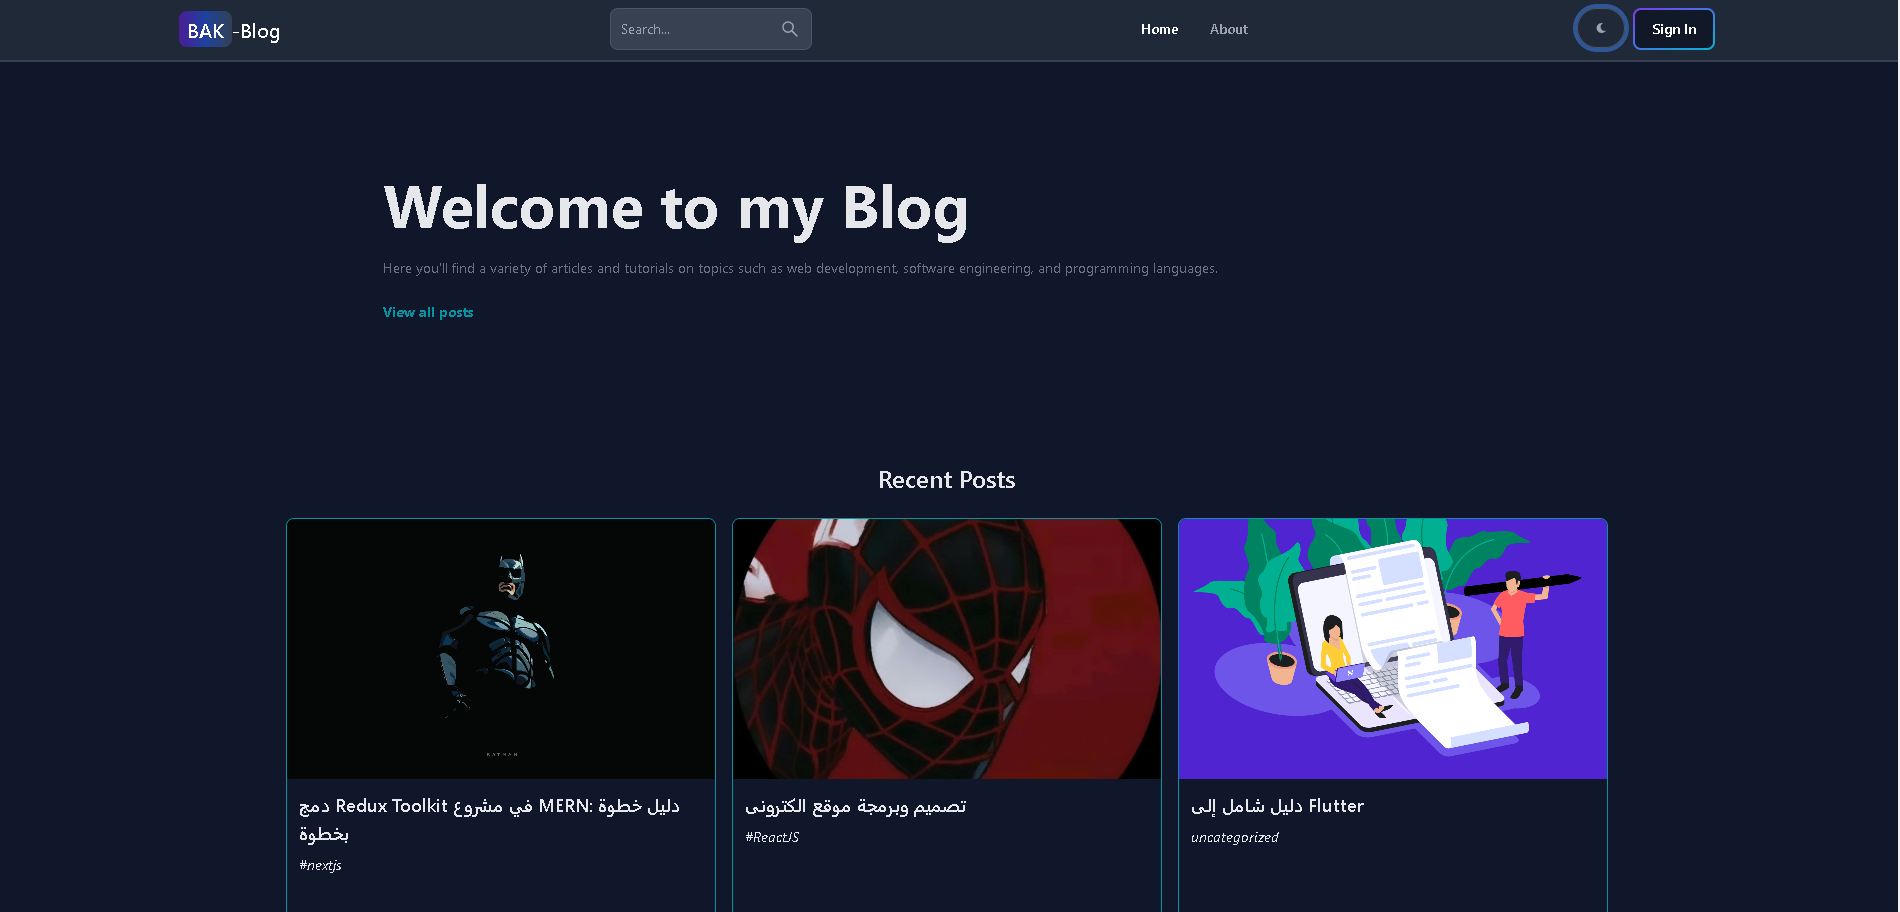 BAK -Blog
Search...
Home
About
Sign In
Welcome to my Blog
Here you'll find a variety of articles and tutorials on topics such as web development, software engineering, and programming languages.
View all posts
Recent Posts
BATMAN
دمج Redux Toolkit في مشروع MERN: دليل خطوة
بخطوة
#nextjs
تصميم وبرمجة موقع الكترونى
#ReactJS
دليل شامل إلى Flutter
uncategorized